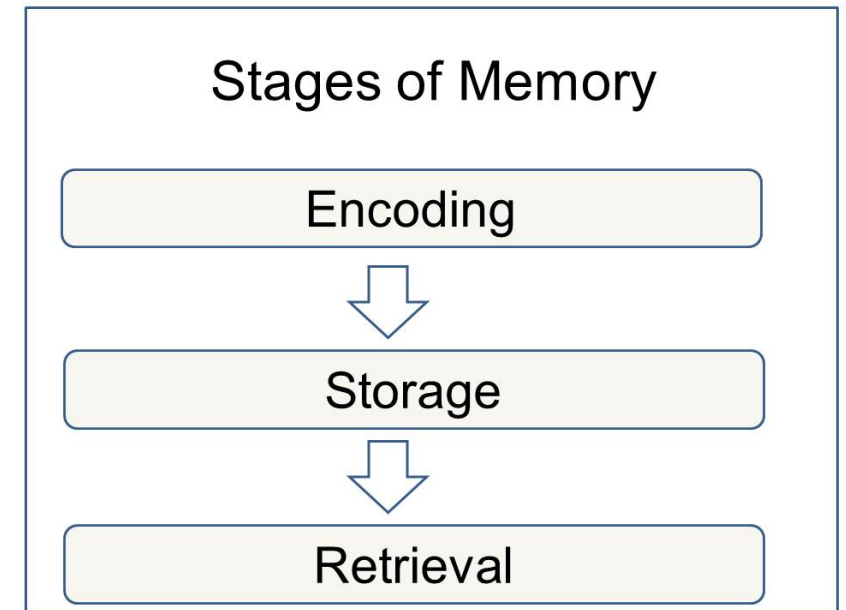 Stages of Memory
Encoding
Storage
Retrieval